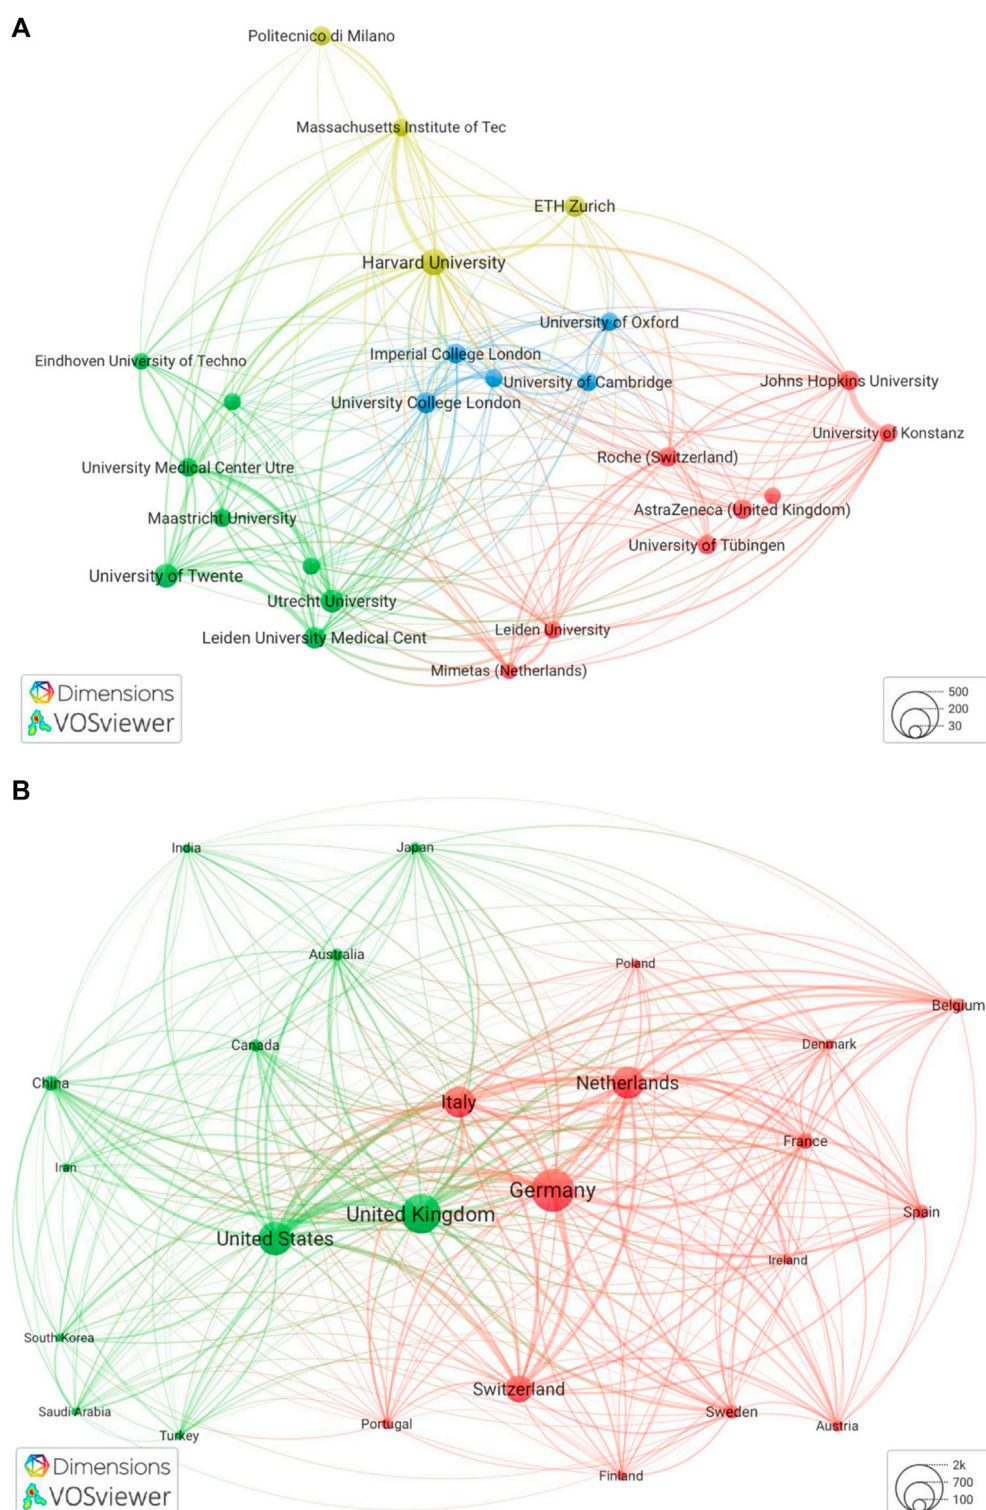 A
Politecnico di Milano
Massachusetts Institute of Tec
ETH Zurich
Harvard University
University of Oxford
Imperial College London
Eindhoven University of Techno
University of Cambridge
Johns Hopkins University
University College London
University of Konstanz
Roche (Switzerland)
University Medical Center Utre
AstraZeneca (United Kingdom)
Maastricht University
University of Tübingen
University of Twente
Utrecht University
Leiden University
Leiden University Medical Cent
Mimetas (Netherlands)
Dimensions
VOSviewer
500
200
30
B
India
Japan
Australia
Poland
Belgium
Canada
Denmark
China
Netherlands
Italy
France
Iran
Germany
United Kingdom
Spain
United States
Ireland
South Korea
Switzerland
Saudi Arabia
Sweden
Portugal
Austria
Turkey
Finland
Dimensions
VOSviewer
2k
700
100